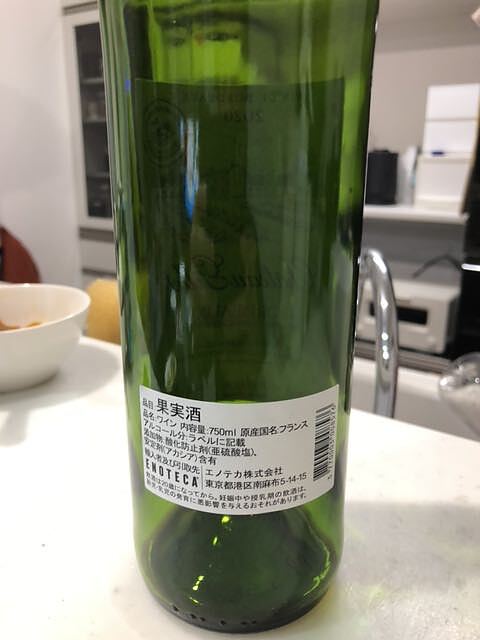 2020
品目:果実酒
品名:ワイン 内容量:750ml 原産国名:フランス
アルコール分:ラベルに記載
添加物:酸化防止剤(亜硫酸塩)、
安定剤(アカシア)含有
輸入者及び引取先
ENOTECA エノテカ株式会社
東京都港区南麻布5-14-15
飲酒は20歳になってから。妊娠中や授乳期の飲酒は、
胎児・乳児の発育に悪影響を与えるおそれがあります。